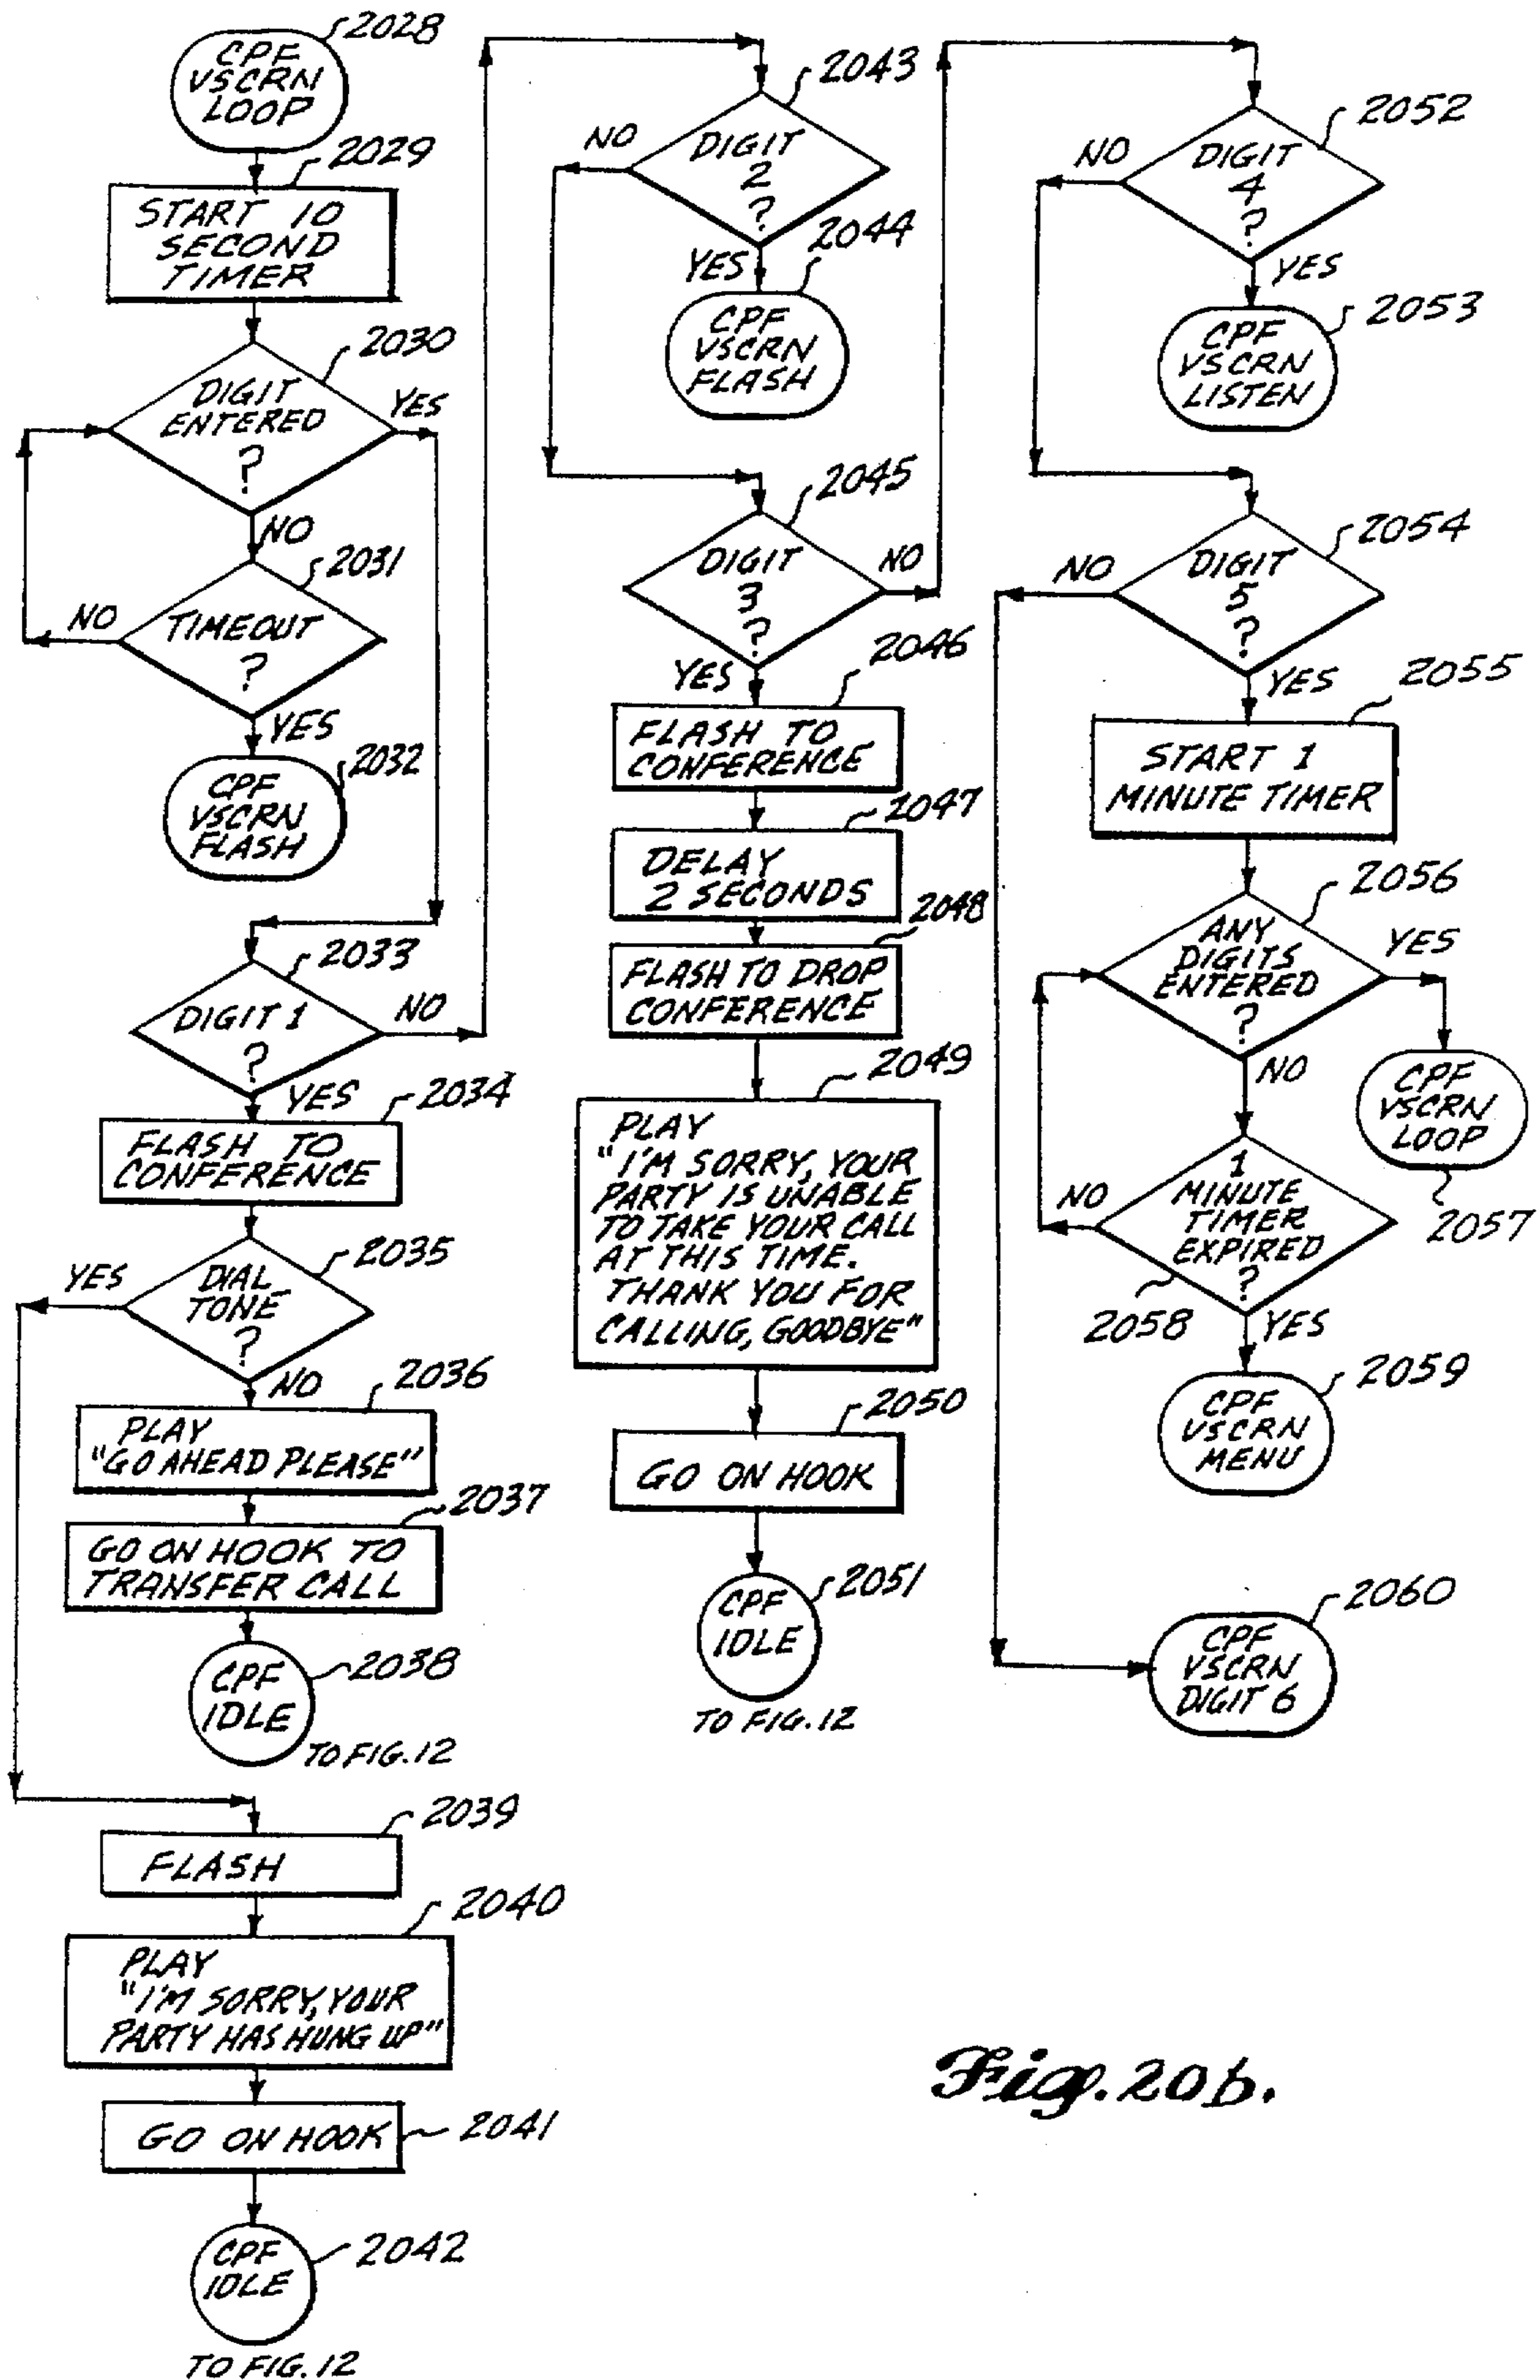 2028
CPF
VSCRN
LOOP
2029
START 10
SECOND
TIMER
2030
DIGIT
ENTERED
?
YES
NO
2031
TIMEOUT
?
NO
YES
2032
CPF
VSCRN
FLASH
2033
DIGIT 1
?
NO
YES
2034
FLASH TO
CONFERENCE
2035
DIAL
TONE
?
YES
NO
2036
PLAY
"GO AHEAD PLEASE"
2037
GO ON HOOK TO
TRANSFER CALL
2038
CPF
IDLE
TO FIG. 12
2039
FLASH
2040
PLAY
"I'M SORRY, YOUR
PARTY HAS HUNG UP"
2041
GO ON HOOK
2042
CPF
IDLE
TO FIG. 12
2043
DIGIT
2
?
NO
YES
2044
CPF
VSCRN
FLASH
2045
DIGIT
3
?
NO
YES
2046
FLASH TO
CONFERENCE
2047
DELAY
2 SECONDS
2048
FLASH TO DROP
CONFERENCE
2049
PLAY
"I'M SORRY, YOUR
PARTY IS UNABLE
TO TAKE YOUR CALL
AT THIS TIME.
THANK YOU FOR
CALLING, GOODBYE"
2050
GO ON HOOK
2051
CPF
IDLE
TO FIG. 12
2052
DIGIT
4
?
NO
YES
2053
CPF
VSCRN
LISTEN
2054
DIGIT
5
?
NO
YES
2055
START 1
MINUTE TIMER
2056
ANY
DIGITS
ENTERED
?
YES
NO
CPF
VSCRN
LOOP
2057
1
MINUTE
TIMER
EXPIRED
?
NO
2058
YES
2059
CPF
VSCRN
MENU
2060
CPF
VSCRN
DIGIT 6
Fig. 20b.